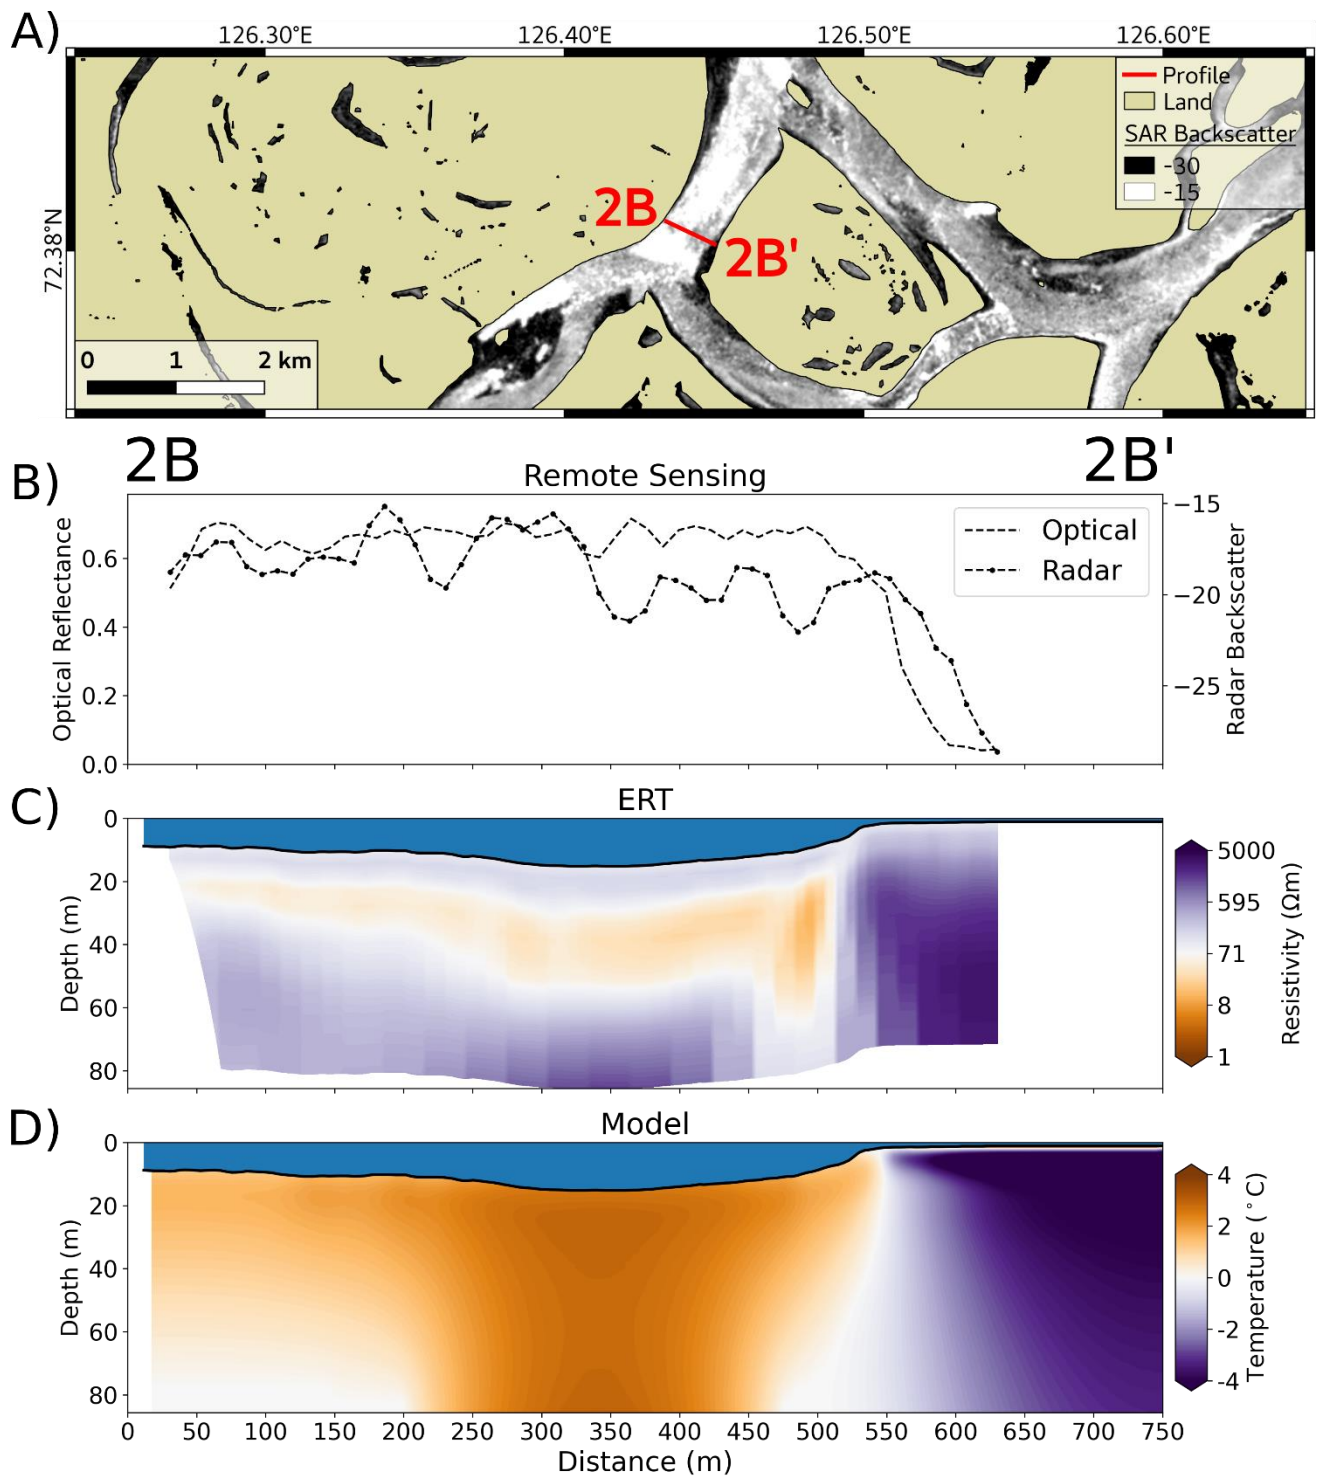 A)
126.30°E 126.40°E 126.50°E 126.60°E
72.38°N
Profile
Land
SAR Backscatter
-30
-15
2B
2B'
0 1 2 km
2B 2B'
B)
Remote Sensing
Optical Reflectance
0.6
0.4
0.2
0.0
Optical
Radar
−15
−20
−25
Radar Backscatter
C)
ERT
Depth (m)
0
20
40
60
80
5000
595
71
8
1
Resistivity (Ωm)
D)
Model
Depth (m)
0
20
40
60
80
4
2
0
-2
-4
Temperature (°C)
0 50 100 150 200 250 300 350 400 450 500 550 600 650 700 750
Distance (m)